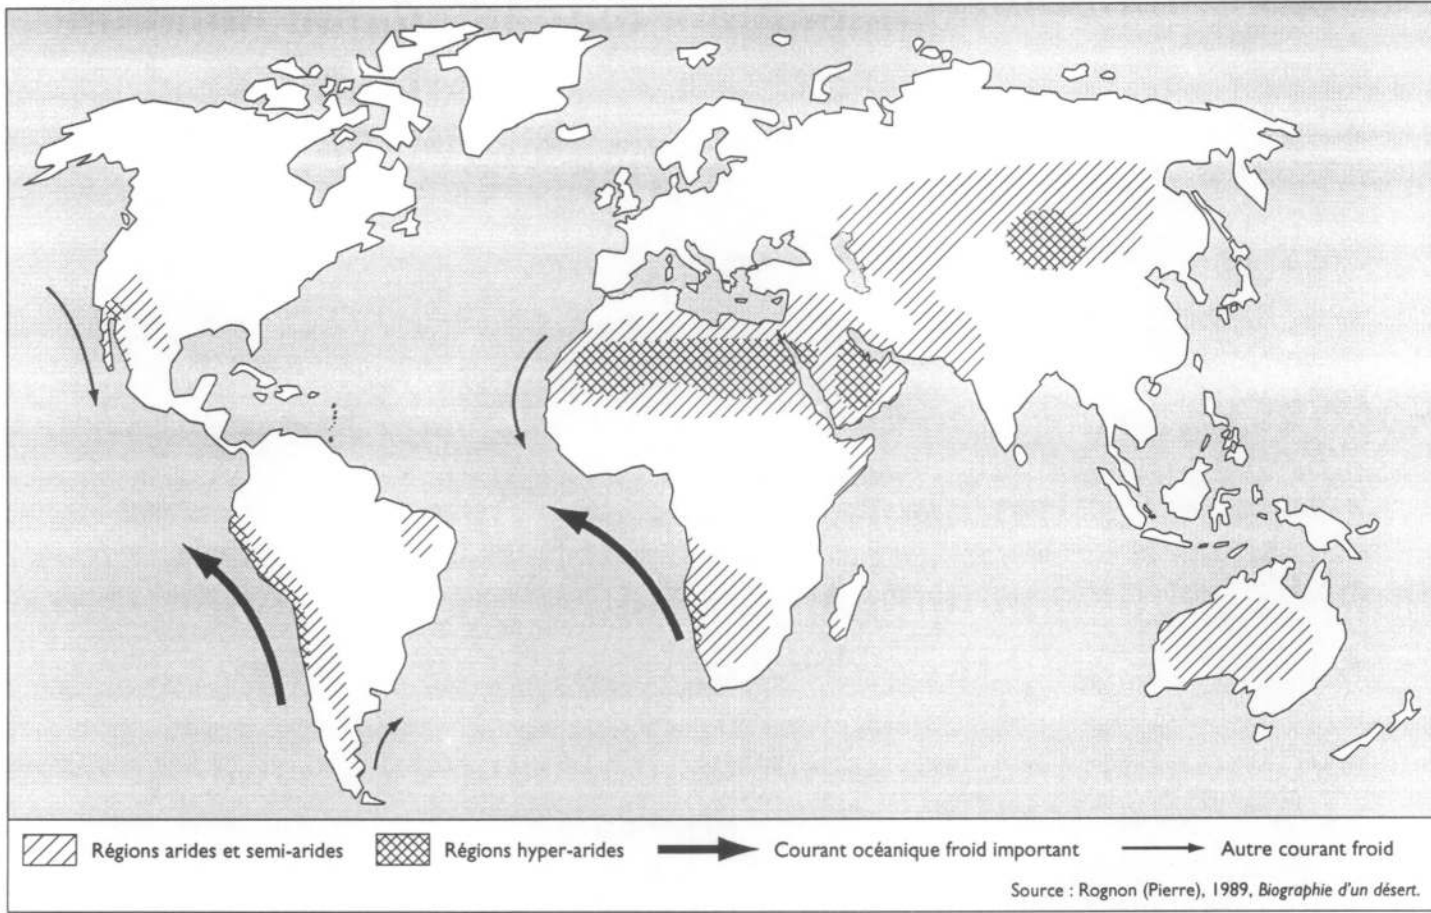 Régions arides et semi-arides
Régions hyper-arides
Courant océanique froid important
Autre courant froid
Source : Rognon (Pierre), 1989, Biographie d'un désert.